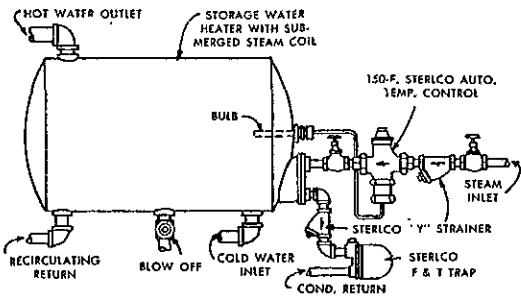 HOT WATER OUTLET
STORAGE WATER
HEATER WITH SUB-
MERGED STEAM COIL
150-F. STERLCO AUTO.
TEMP. CONTROL
BULB
STEAM
INLET
STERLCO "Y" STRAINER
RECIRCULATING
RETURN
BLOW OFF
COLD WATER
INLET
STERLCO
F & T TRAP
COND. RETURN